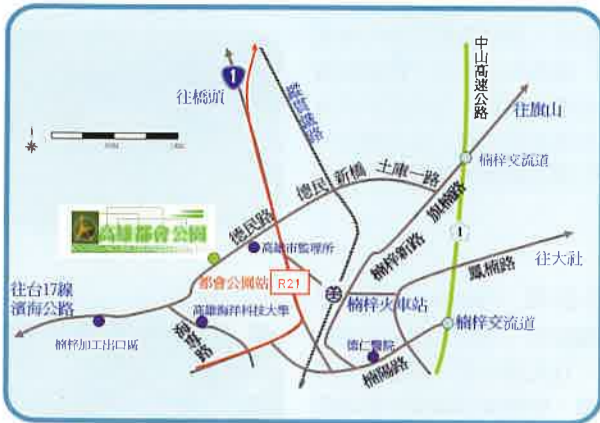 1
往橋頭
縱貫鐵路
中山高速公路
往旗山
楠梓交流道
土庫一路
德民新橋
旗楠路
高雄都會公園
德民路
高雄市監理所
楠梓新路
1
鳳楠路
往大社
都會公園站
R21
往台17線
濱海公路
高雄海洋科技大學
楠梓火車站
楠梓交流道
楠梓加工出口區
海專路
德仁醫院
楠陽路